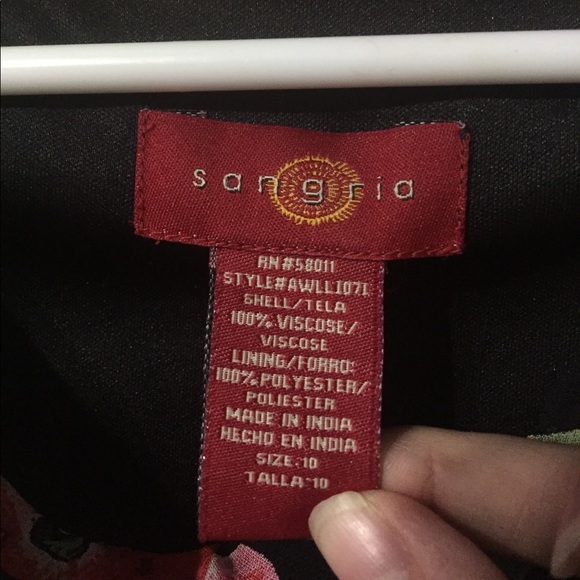 sangria
RN #58011
STYLE#AWLLI07I
SHELL/TELA
100% VISCOSE/
VISCOSE
LINING/FORRO:
100% POLYESTER/
POLIESTER
MADE IN INDIA
HECHO EN INDIA
SIZE: 10
TALLA: 10